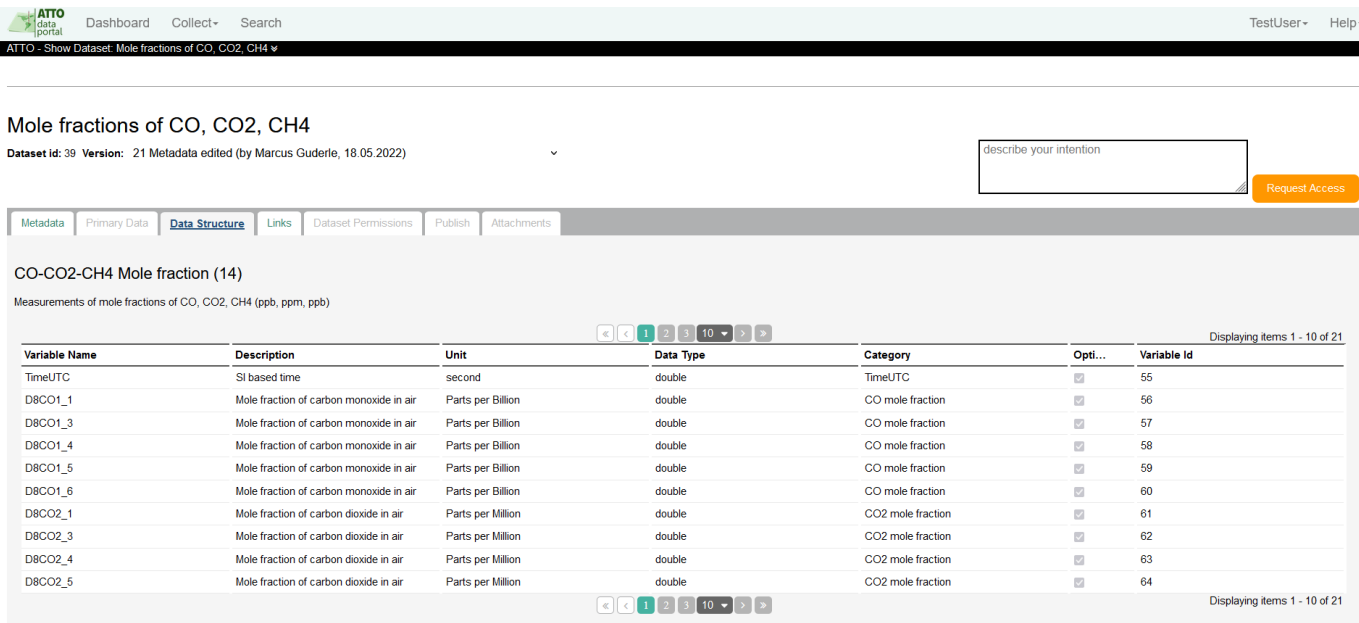 ATTO
data
portal
Dashboard Collect Search TestUser Help
ATTO - Show Dataset: Mole fractions of CO, CO2, CH4
Mole fractions of CO, CO2, CH4
Dataset id: 39 Version: 21 Metadata edited (by Marcus Guderle, 18.05.2022)
describe your intention
Request Access
Metadata Primary Data Data Structure Links Dataset Permissions Publish Attachments
CO-CO2-CH4 Mole fraction (14)
Measurements of mole fractions of CO, CO2, CH4 (ppb, ppm, ppb)
« ‹ 1 2 3 10 › »
Displaying items 1 - 10 of 21
Variable Name Description Unit Data Type Category Opti... Variable Id
TimeUTC SI based time second double TimeUTC 55
D8CO1_1 Mole fraction of carbon monoxide in air Parts per Billion double CO mole fraction 56
D8CO1_3 Mole fraction of carbon monoxide in air Parts per Billion double CO mole fraction 57
D8CO1_4 Mole fraction of carbon monoxide in air Parts per Billion double CO mole fraction 58
D8CO1_5 Mole fraction of carbon monoxide in air Parts per Billion double CO mole fraction 59
D8CO1_6 Mole fraction of carbon monoxide in air Parts per Billion double CO mole fraction 60
D8CO2_1 Mole fraction of carbon dioxide in air Parts per Million double CO2 mole fraction 61
D8CO2_3 Mole fraction of carbon dioxide in air Parts per Million double CO2 mole fraction 62
D8CO2_4 Mole fraction of carbon dioxide in air Parts per Million double CO2 mole fraction 63
D8CO2_5 Mole fraction of carbon dioxide in air Parts per Million double CO2 mole fraction 64
« ‹ 1 2 3 10 › »
Displaying items 1 - 10 of 21